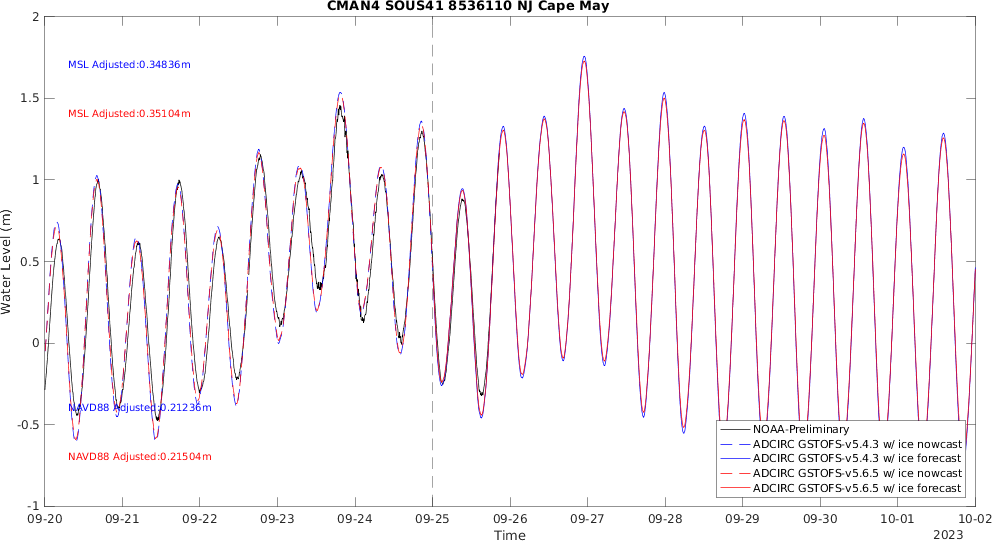 CMAN4 SOUS41 8536110 NJ Cape May
2
1.5
1
0.5
0
-0.5
-1
Water Level (m)
MSL Adjusted:0.34836m
MSL Adjusted:0.35104m
NAVD88 Adjusted:0.21236m
NAVD88 Adjusted:0.21504m
NOAA-Preliminary
ADCIRC GSTOFS-v5.4.3 w/ ice nowcast
ADCIRC GSTOFS-v5.4.3 w/ ice forecast
ADCIRC GSTOFS-v5.6.5 w/ ice nowcast
ADCIRC GSTOFS-v5.6.5 w/ ice forecast
09-20 09-21 09-22 09-23 09-24 09-25 09-26 09-27 09-28 09-29 09-30 10-01 10-02
Time
2023